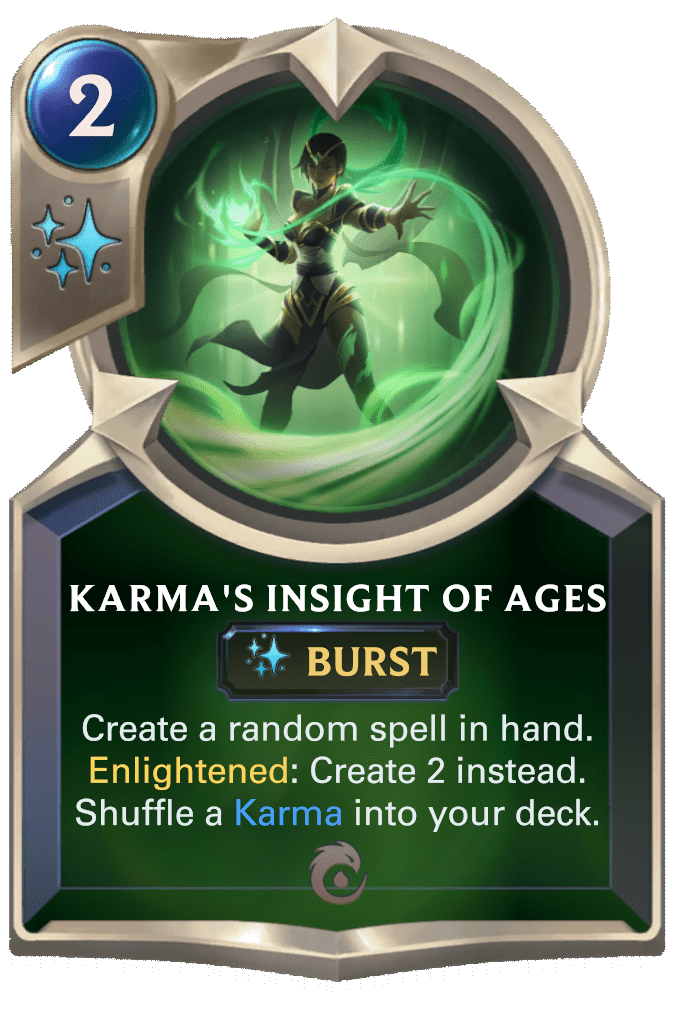 2
KARMA'S INSIGHT OF AGES
BURST
Create a random spell in hand.
Enlightened: Create 2 instead.
Shuffle a Karma into your deck.